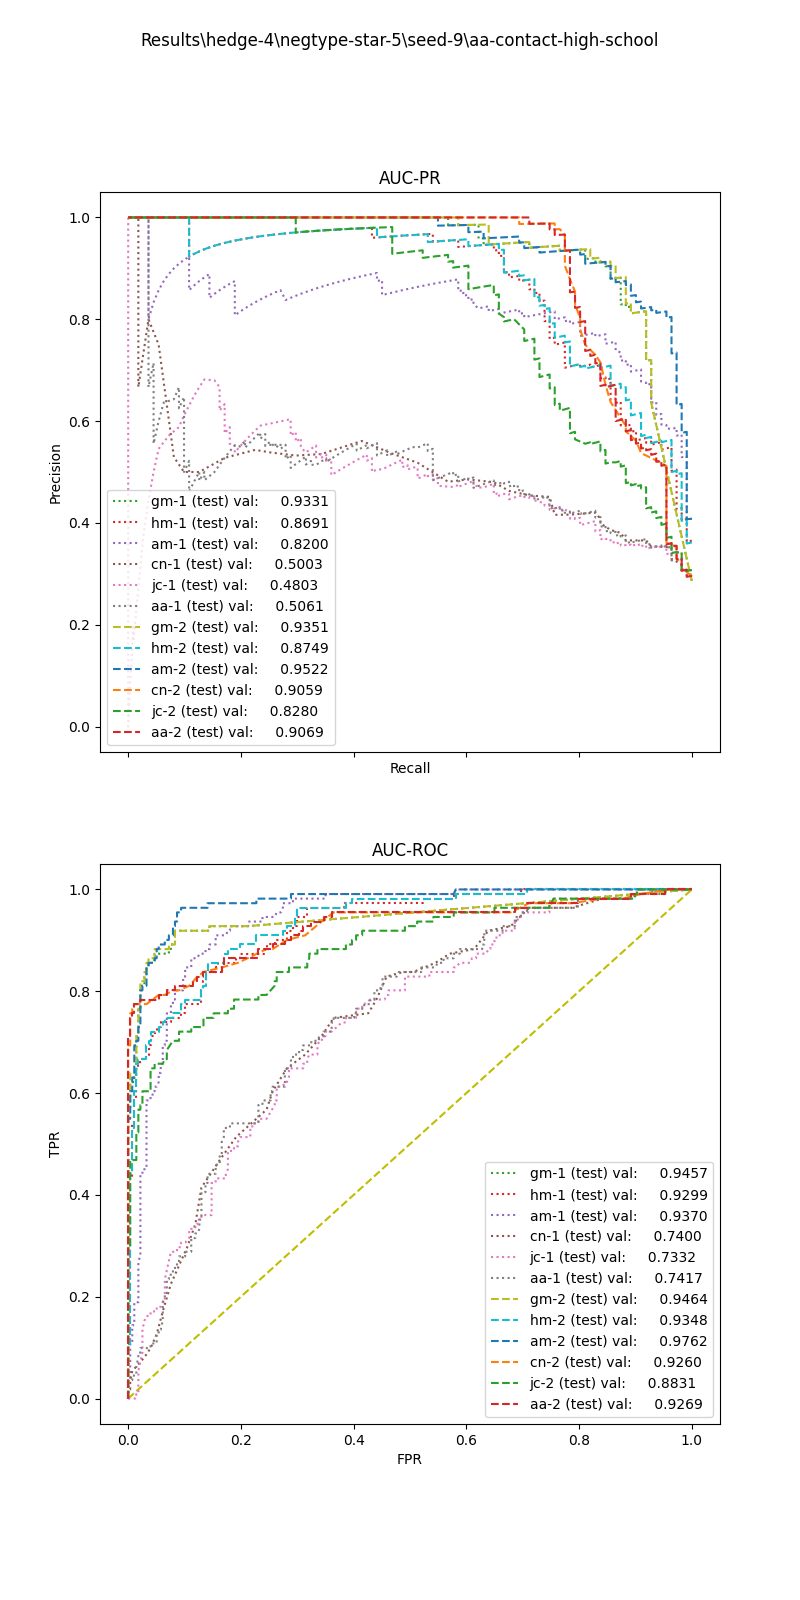 Results\hedge-4\negtype-star-5\seed-9\aa-contact-high-school
AUC-PR
1.0
0.8
0.6
0.4
0.2
0.0
Precision
gm-1 (test) val: 0.9331
hm-1 (test) val: 0.8691
am-1 (test) val: 0.8200
cn-1 (test) val: 0.5003
jc-1 (test) val: 0.4803
aa-1 (test) val: 0.5061
gm-2 (test) val: 0.9351
hm-2 (test) val: 0.8749
am-2 (test) val: 0.9522
cn-2 (test) val: 0.9059
jc-2 (test) val: 0.8280
aa-2 (test) val: 0.9069
Recall
AUC-ROC
1.0
0.8
0.6
0.4
0.2
0.0
TPR
gm-1 (test) val: 0.9457
hm-1 (test) val: 0.9299
am-1 (test) val: 0.9370
cn-1 (test) val: 0.7400
jc-1 (test) val: 0.7332
aa-1 (test) val: 0.7417
gm-2 (test) val: 0.9464
hm-2 (test) val: 0.9348
am-2 (test) val: 0.9762
cn-2 (test) val: 0.9260
jc-2 (test) val: 0.8831
aa-2 (test) val: 0.9269
0.0 0.2 0.4 0.6 0.8 1.0
FPR